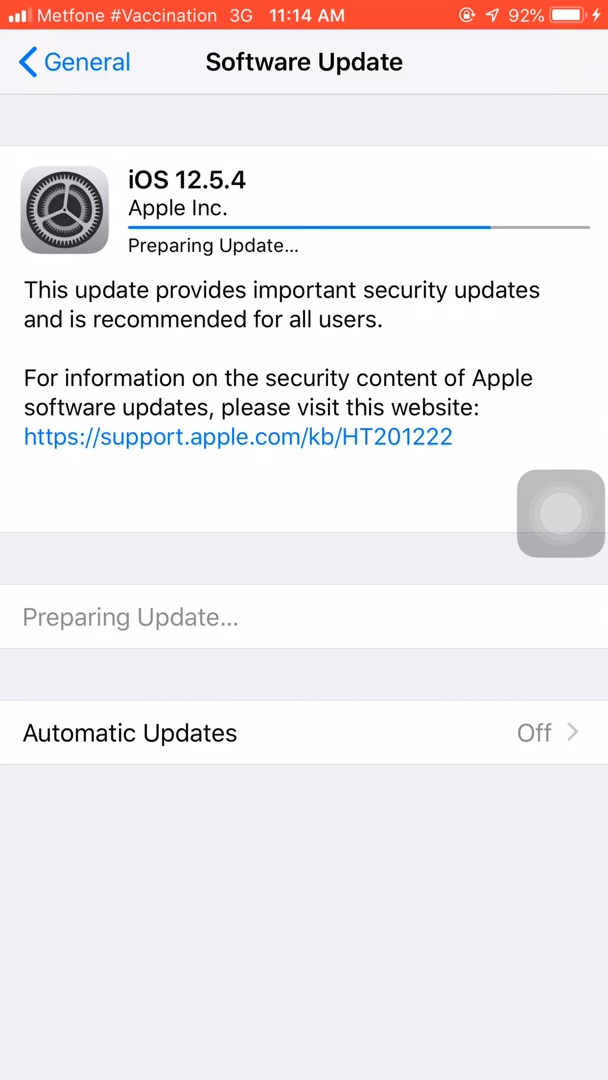 Metfone #Vaccination 3G 11:14 AM 92%
General Software Update
iOS 12.5.4
Apple Inc.
Preparing Update...
This update provides important security updates
and is recommended for all users.
For information on the security content of Apple
software updates, please visit this website:
https://support.apple.com/kb/HT201222
Preparing Update...
Automatic Updates Off